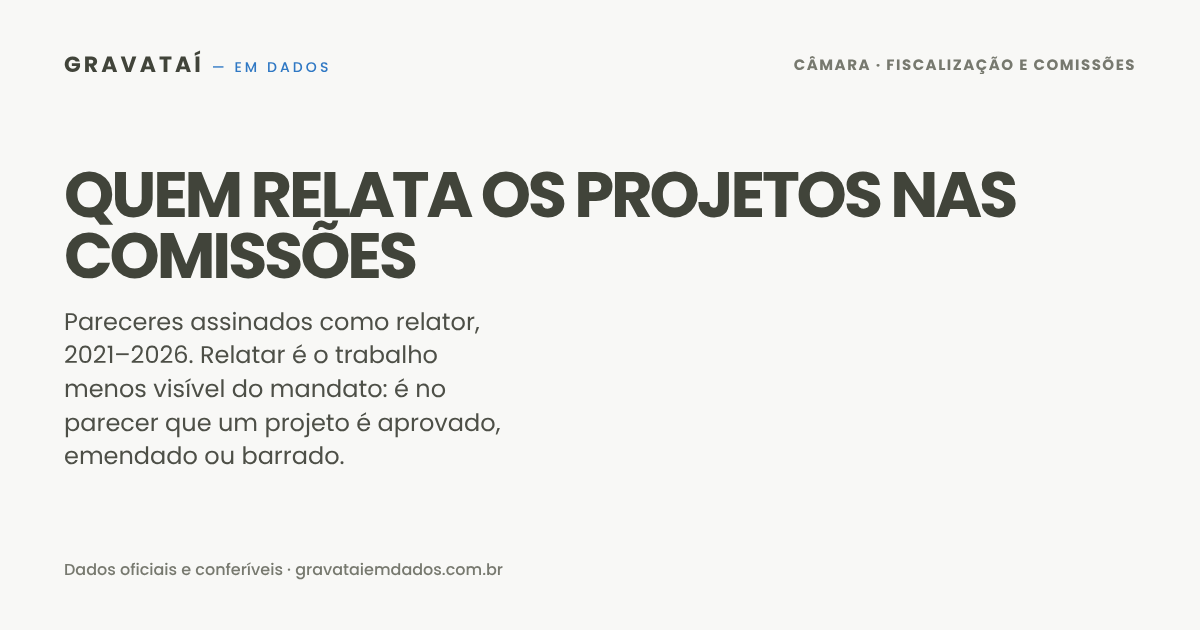 GRAVATAÍ — EM DADOS
CÂMARA · FISCALIZAÇÃO E COMISSÕES
QUEM RELATA OS PROJETOS NAS
COMISSÕES
Pareceres assinados como relator,
2021–2026. Relatar é o trabalho
menos visível do mandato: é no
parecer que um projeto é aprovado,
emendado ou barrado.
Dados oficiais e conferíveis · gravataiemdados.com.br